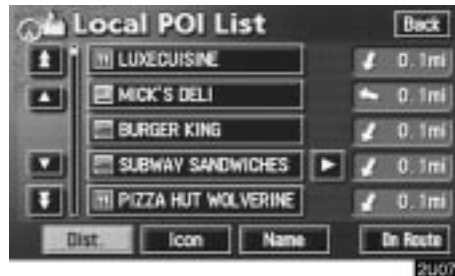 Local POI List Back
LUXECUISINE 0.1mi
MICK'S DELI 0.1mi
BURGER KING 0.1mi
SUBWAY SANDWICHES 0.1mi
PIZZA HUT WOLVERINE 0.1mi
Dist. Icon Name On Route
2U07